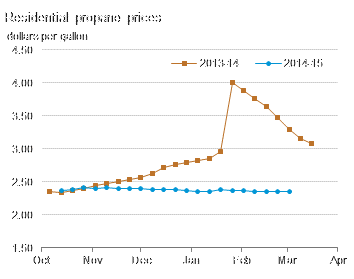 Residential propane prices
dollars per gallon
4.50
2013-14 2014-15
4.00
3.50
3.00
2.50
2.00
1.50
Oct Nov Dec Jan Feb Mar Apr